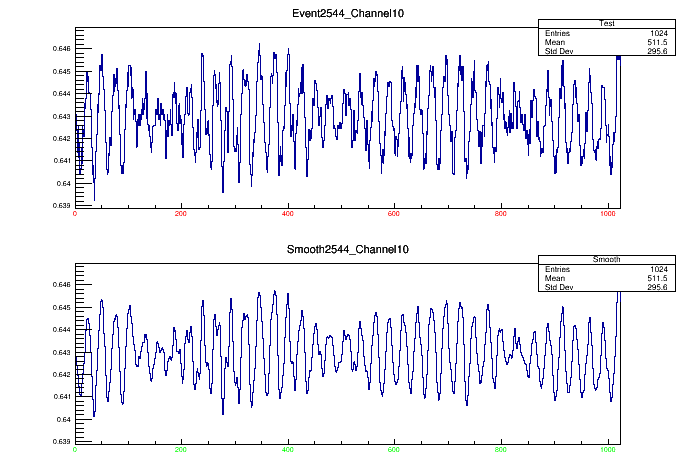 Event2544_Channel10
Test
Entries 1024
Mean 511.5
Std Dev 295.6
0.646
0.645
0.644
0.643
0.642
0.641
0.64
0.639
0 200 400 600 800 1000
Smooth2544_Channel10
Smooth
Entries 1024
Mean 511.5
Std Dev 295.6
0.646
0.645
0.644
0.643
0.642
0.641
0.64
0.639
0 200 400 600 800 1000